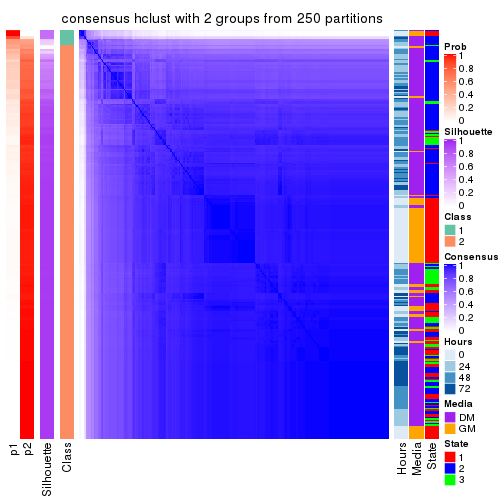 consensus hclust with 2 groups from 250 partitions
p1
p2
Silhouette
Class
Hours
Media
State
Prob
1
0.8
0.6
0.4
0.2
0
Silhouette
1
0.8
0.6
0.4
0.2
0
Class
1
2
Consensus
1
0.8
0.6
0.4
0.2
0
Hours
0
24
48
72
Media
DM
GM
State
1
2
3